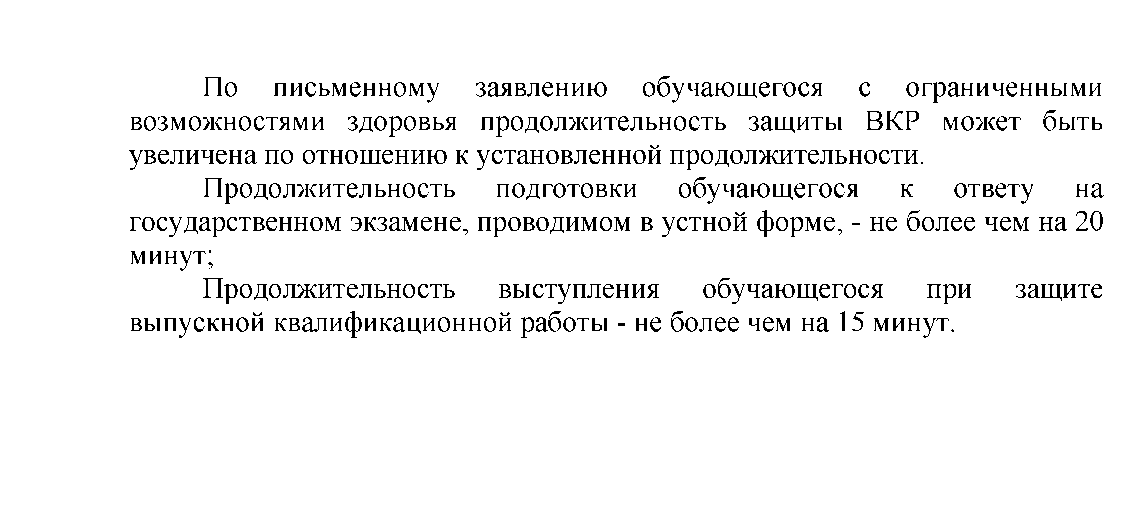 По письменному заявлению обучающегося с ограниченными
возможностями здоровья продолжительность защиты ВКР может быть
увеличена по отношению к установленной продолжительности.
Продолжительность подготовки обучающегося к ответу на
государственном экзамене, проводимом в устной форме, - не более чем на 20
минут;
Продолжительность выступления обучающегося при защите
выпускной квалификационной работы - не более чем на 15 минут.